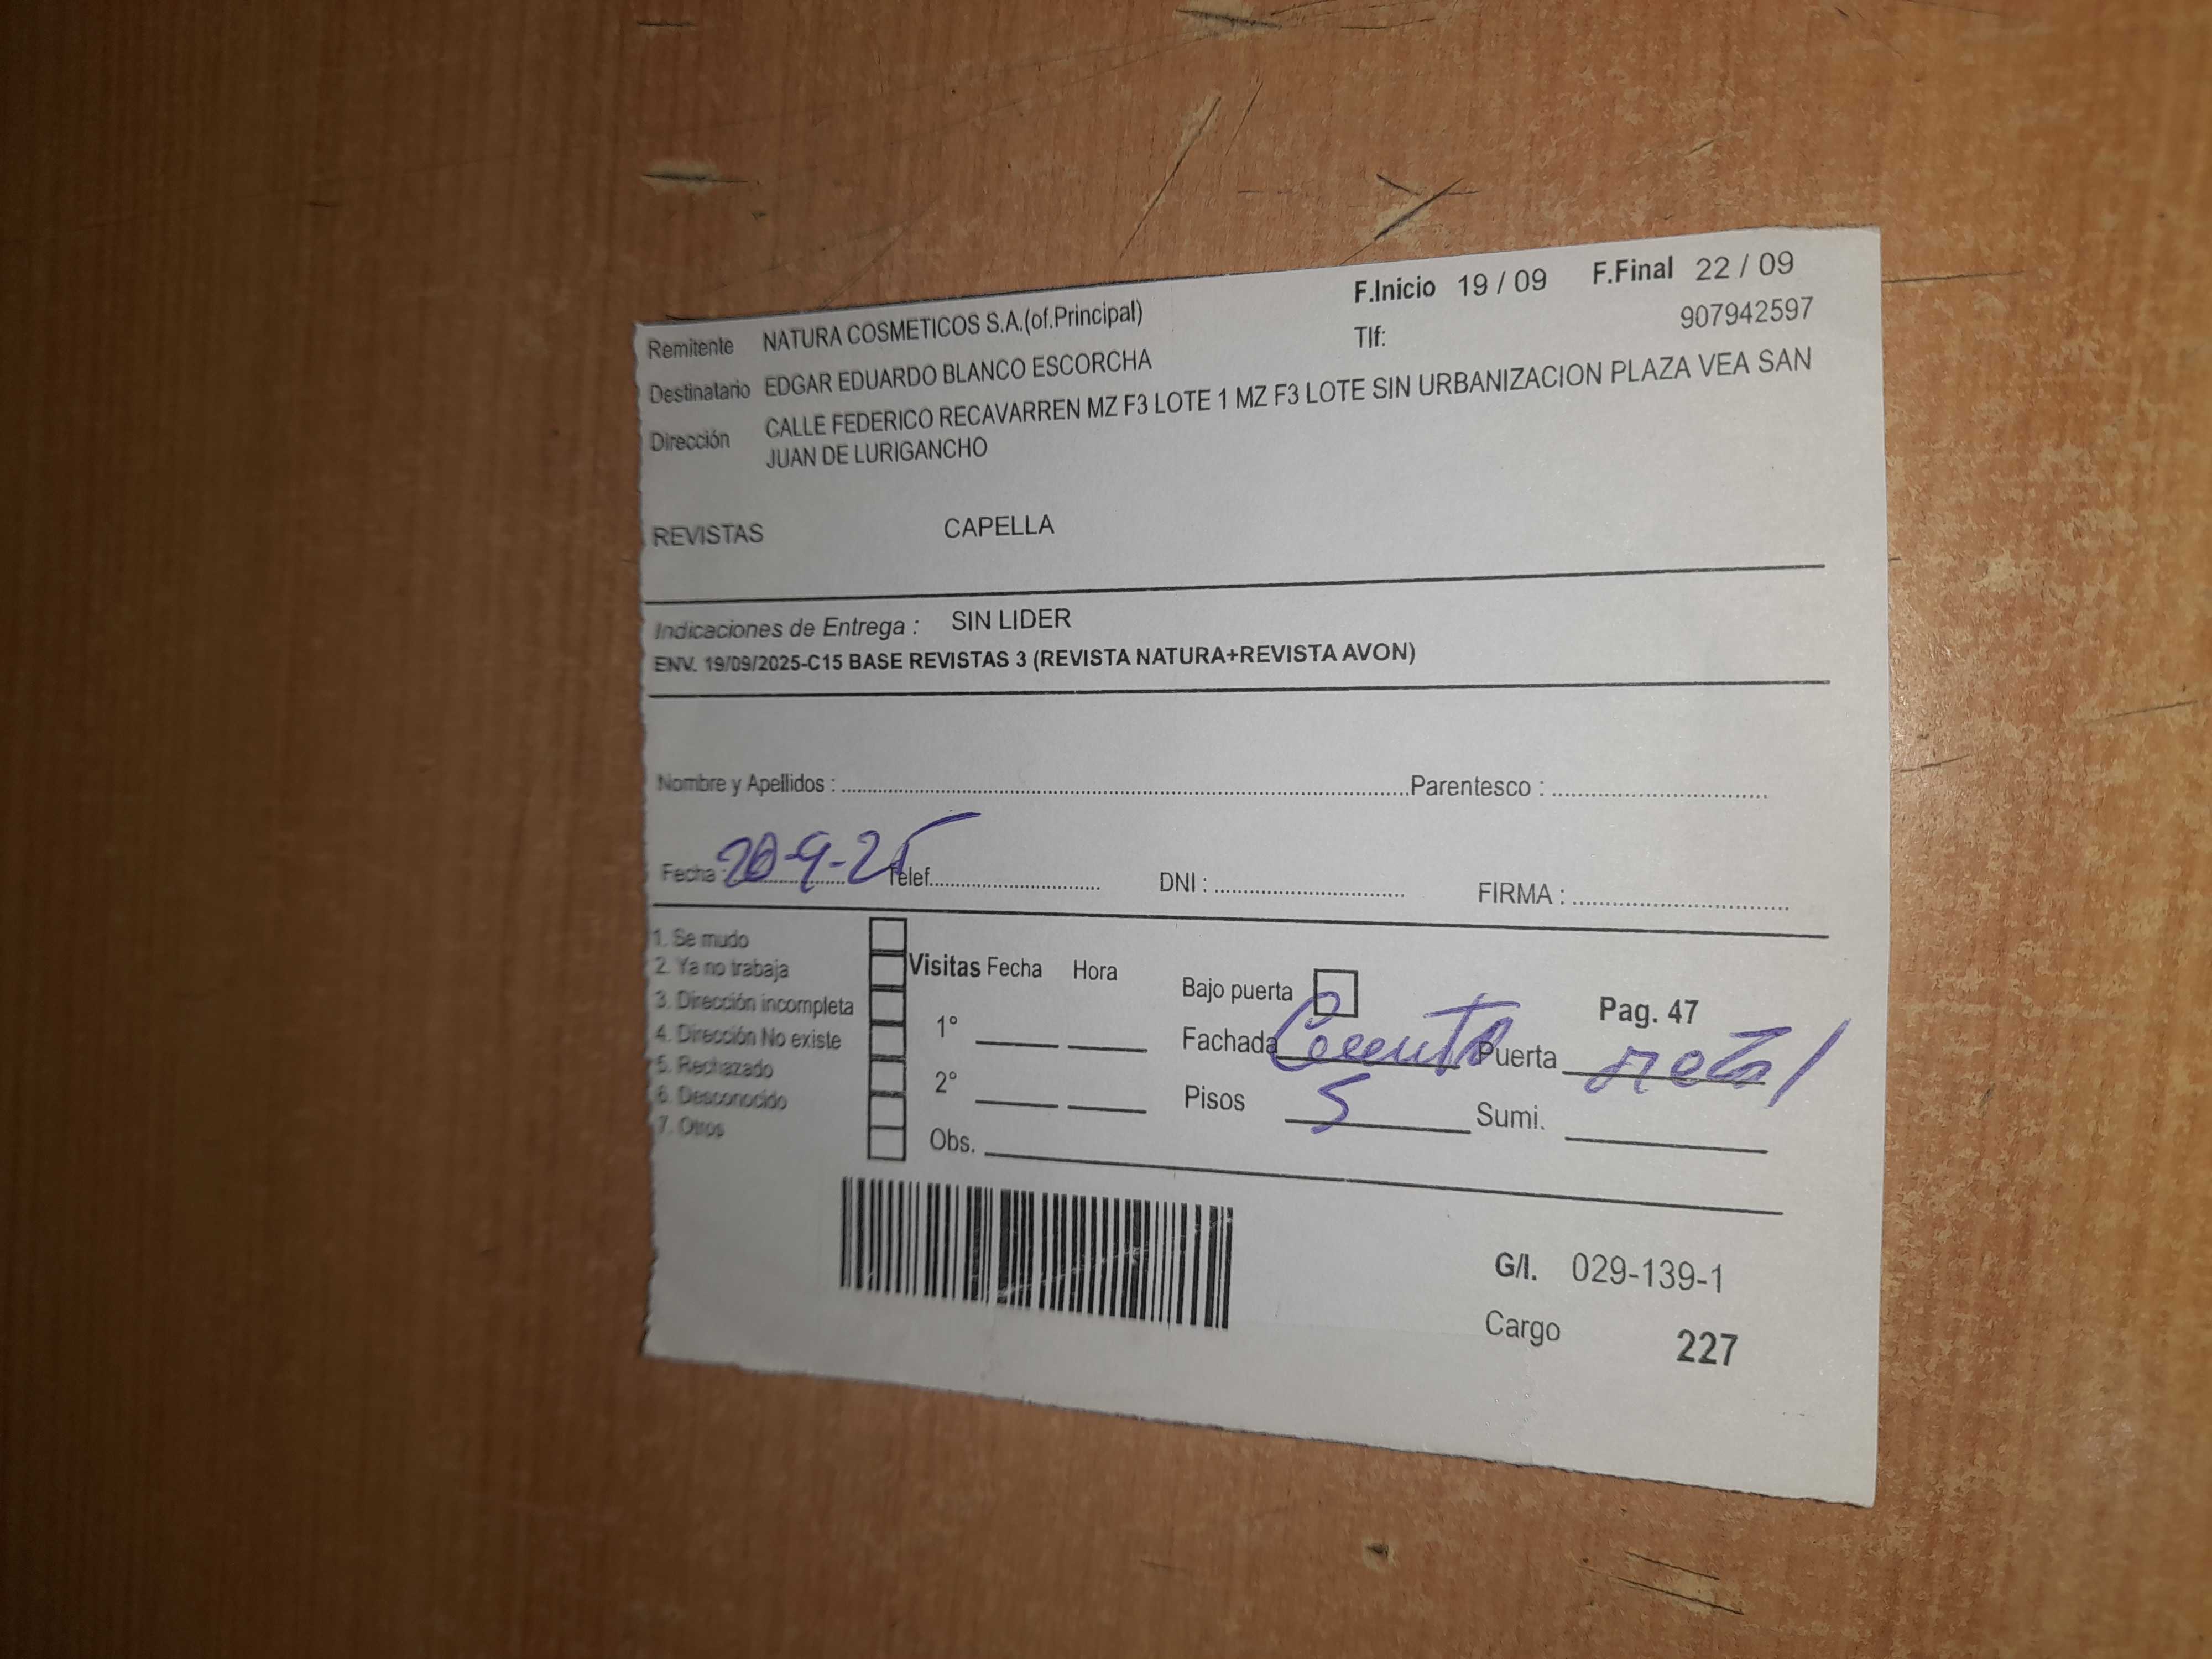 F.Inicio 19 / 09 F.Final 22 / 09
Remitente NATURA COSMETICOS S.A.(of.Principal) Tlf: 907942597
Destinatario EDGAR EDUARDO BLANCO ESCORCHA
Dirección CALLE FEDERICO RECAVARREN MZ F3 LOTE 1 MZ F3 LOTE SIN URBANIZACION PLAZA VEA SAN
JUAN DE LURIGANCHO
REVISTAS CAPELLA
Indicaciones de Entrega : SIN LIDER
ENV. 19/09/2025-C15 BASE REVISTAS 3 (REVISTA NATURA+REVISTA AVON)
Nombre y Apellidos : Parentesco :
Fecha : 20-9-25 Telef. DNI : FIRMA :
1. Se mudo
2. Ya no trabaja
3. Dirección incompleta
4. Dirección No existe
5. Rechazado
6. Desconocido
7. Otros
Visitas Fecha Hora
1°
2°
Obs.
Bajo puerta Pag. 47
Fachada Cemento Puerta metal
Pisos 5 Sumi.
G/I. 029-139-1
Cargo 227